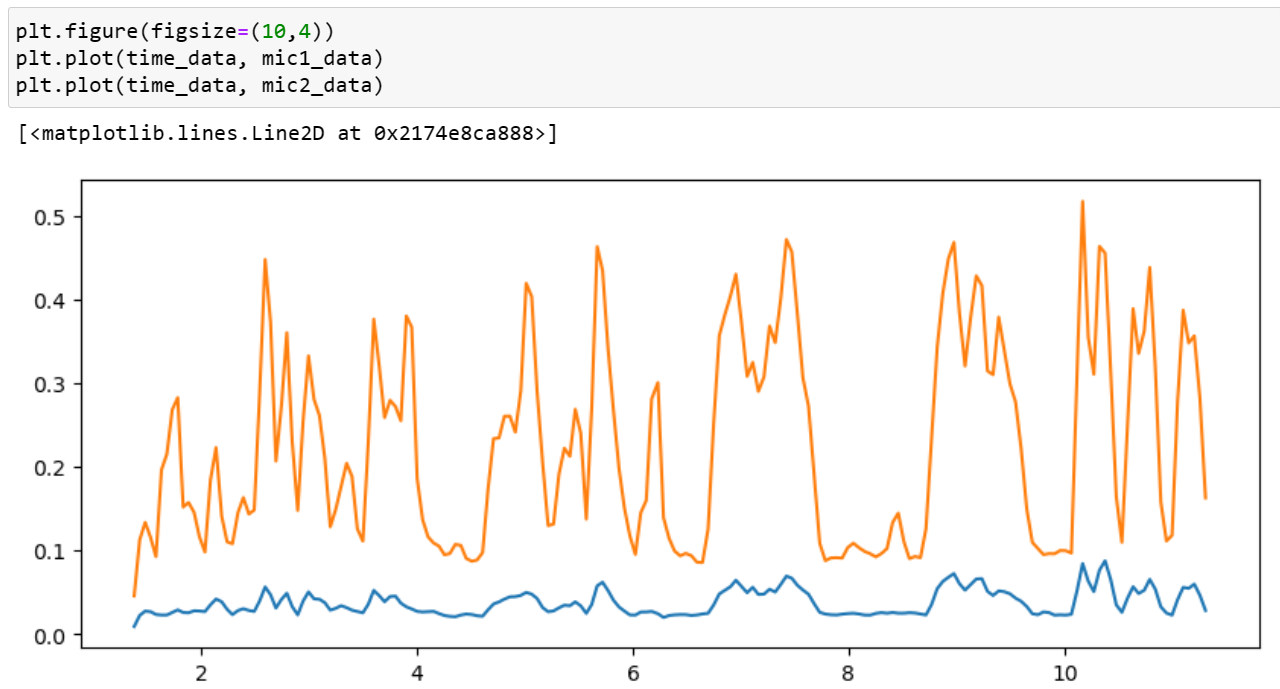 plt.figure(figsize=(10,4))
plt.plot(time_data, mic1_data)
plt.plot(time_data, mic2_data)
[<matplotlib.lines.Line2D at 0x2174e8ca888>]
0.5
0.4
0.3
0.2
0.1
0.0
2 4 6 8 10